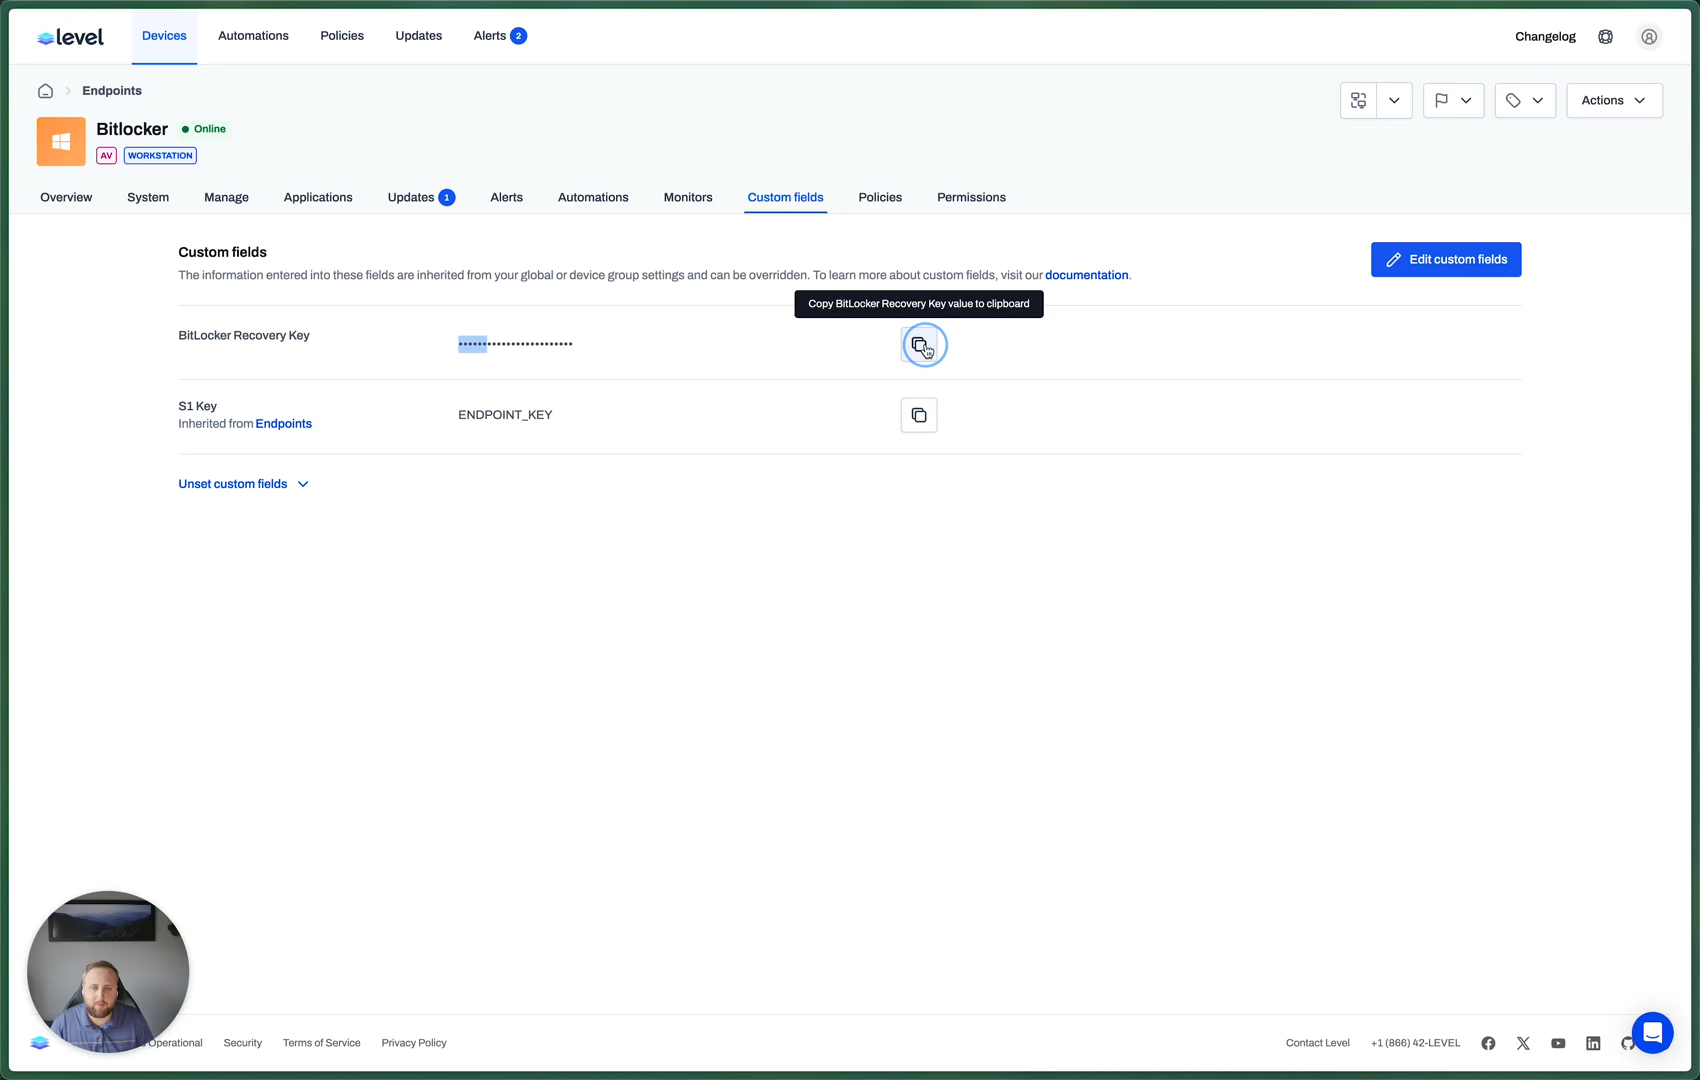 level
Devices
Automations
Policies
Updates
Alerts 2
Changelog
Endpoints
Bitlocker
Online
AV
WORKSTATION
Actions
Overview
System
Manage
Applications
Updates 1
Alerts
Automations
Monitors
Custom fields
Policies
Permissions
Custom fields
The information entered into these fields are inherited from your global or device group settings and can be overridden. To learn more about custom fields, visit our documentation.
Edit custom fields
Copy BitLocker Recovery Key value to clipboard
BitLocker Recovery Key
••••••••••••••••••••••••
S1 Key
Inherited from Endpoints
ENDPOINT_KEY
Unset custom fields
Operational
Security
Terms of Service
Privacy Policy
Contact Level
+1 (866) 42-LEVEL